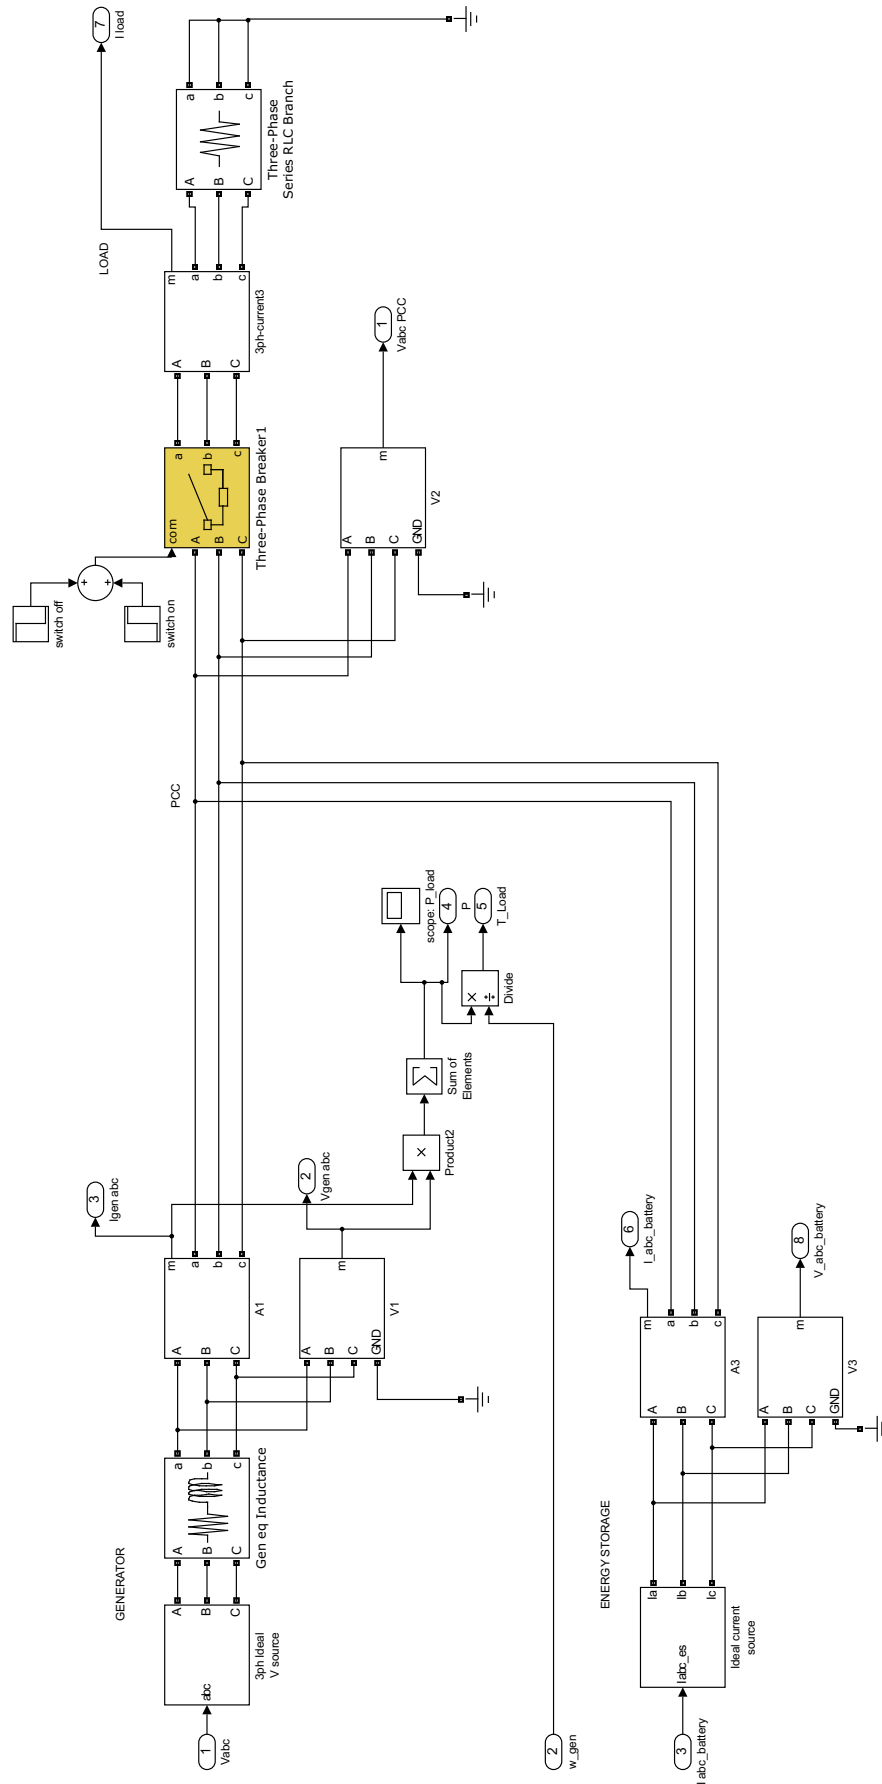 GENERATOR
1
Vabc
abc
A
B
C
3ph Ideal
V source
A
B
C
a
b
c
Gen eq Inductance
A
B
C
m
a
b
c
A1
3
Igen abc
A
B
C
GND
m
V1
2
Vgen abc
×
Product2
Sum of
Elements
scope: P_load
4
P
×
÷
Divide
5
T_Load
2
w_gen
PCC
switch off
switch on
+
+
com
A
B
C
a
b
c
Three-Phase Breaker1
A
B
C
GND
m
V2
1
Vabc PCC
LOAD
A
B
C
m
a
b
c
3ph-current3
7
I load
A
B
C
a
b
c
Three-Phase
Series RLC Branch
ENERGY STORAGE
3
I abc_battery
Iabc_es
Ia
Ib
Ic
Ideal current
source
A
B
C
m
a
b
c
A3
6
I_abc_battery
A
B
C
GND
m
V3
8
V_abc_battery